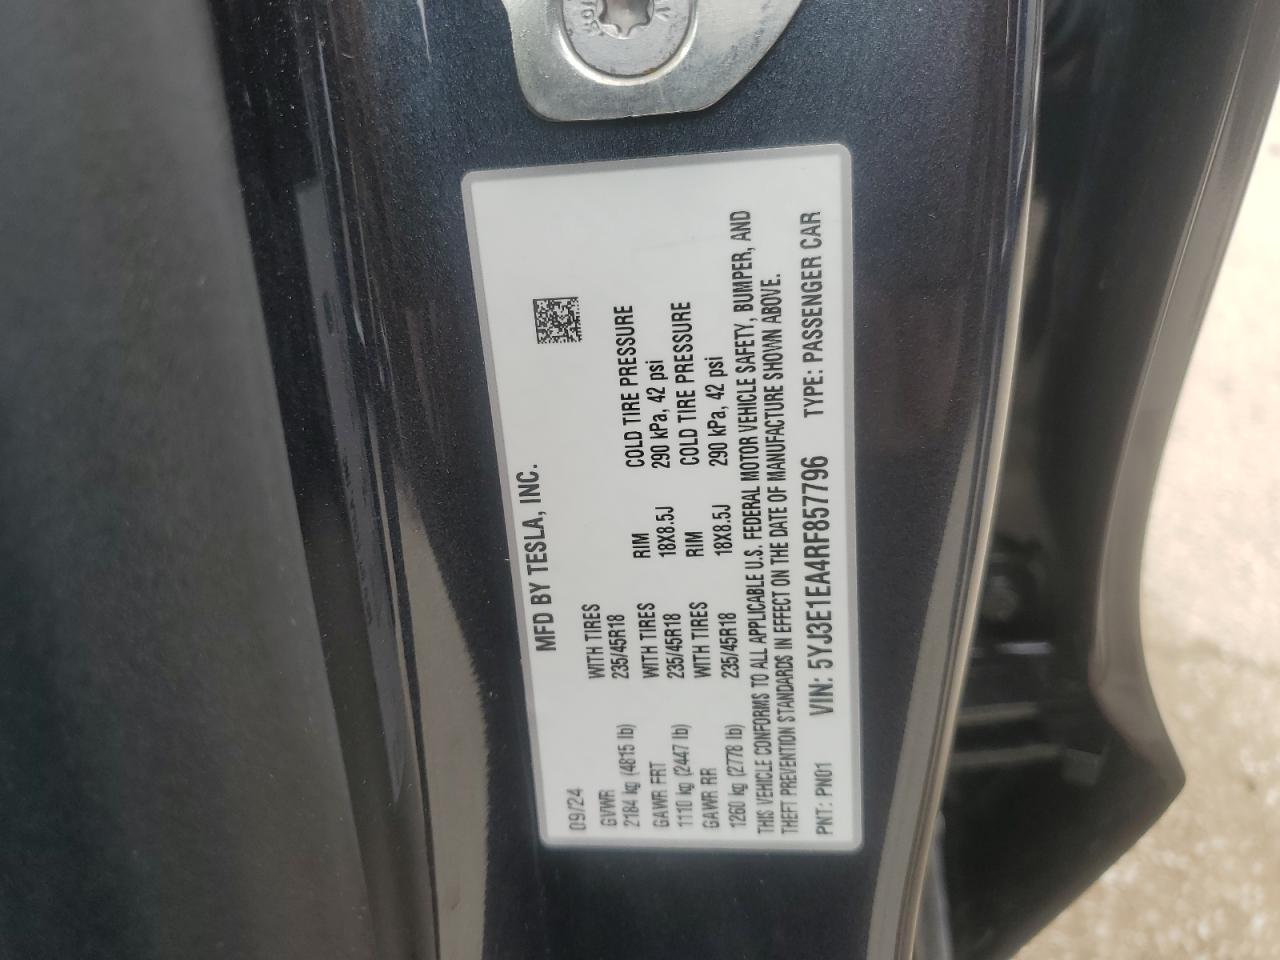 MFD BY TESLA, INC.
09/24
GVWR WITH TIRES RIM COLD TIRE PRESSURE
2184 kg (4815 lb) 235/45R18 18X8.5J 290 kPa, 42 psi
GAWR FRT WITH TIRES RIM COLD TIRE PRESSURE
1110 kg (2447 lb) 235/45R18 18X8.5J 290 kPa, 42 psi
GAWR RR WITH TIRES
1260 kg (2778 lb) 235/45R18
THIS VEHICLE CONFORMS TO ALL APPLICABLE U.S. FEDERAL MOTOR VEHICLE SAFETY, BUMPER, AND
THEFT PREVENTION STANDARDS IN EFFECT ON THE DATE OF MANUFACTURE SHOWN ABOVE.
PNT: PN01 VIN: 5YJ3E1EA4RF857796 TYPE: PASSENGER CAR